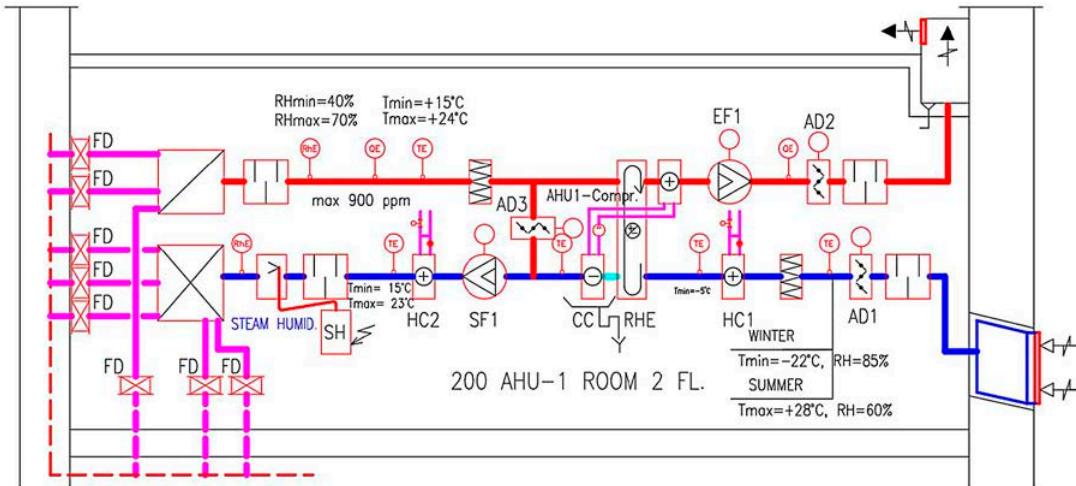 RHmin=40%
RHmax=70%
Tmin=+15°C
Tmax=+24°C
EF1
AD2
FD
RhE
QE
TE
QE
FD
max 900 ppm
AD3
AHU1-Compr.
FD
RhE
TE
TE
TE
TE
FD
Tmin= 15°C
Tmax= 23°C
Tmin=-5°C
FD
STEAM HUMID.
SH
HC2
SF1
CC
RHE
HC1
AD1
WINTER
Tmin=-22°C, RH=85%
SUMMER
Tmax=+28°C, RH=60%
FD
FD
FD
200 AHU-1 ROOM 2 FL.